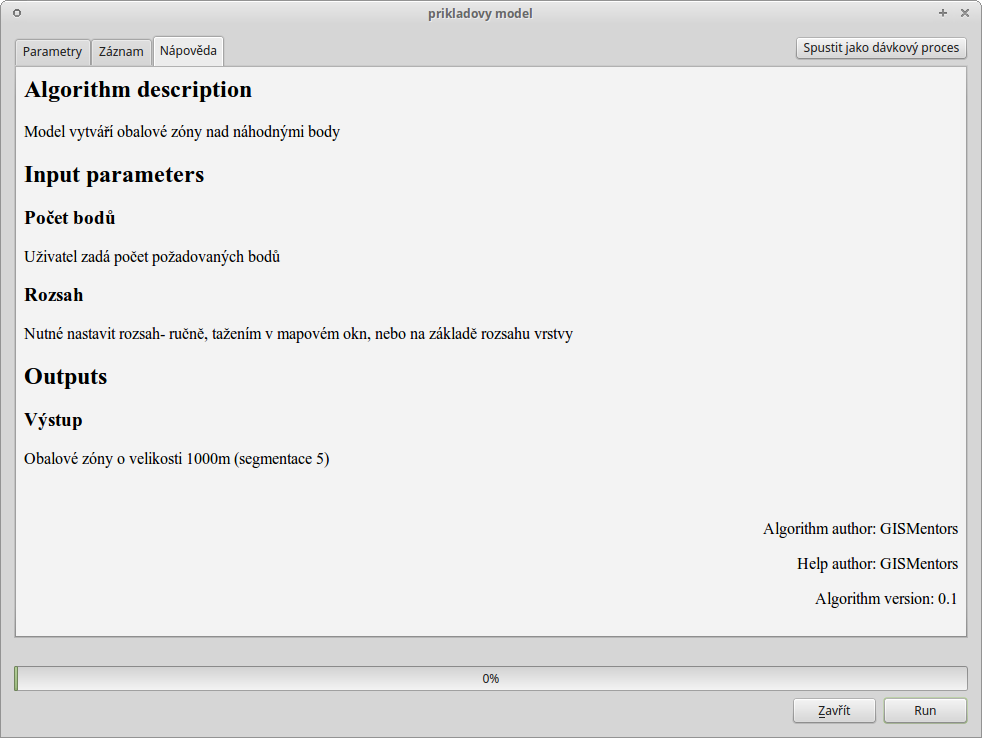 prikladovy model
Parametry
Záznam
Nápověda
Spustit jako dávkový proces
Algorithm description
Model vytváří obalové zóny nad náhodnými body
Input parameters
Počet bodů
Uživatel zadá počet požadovaných bodů
Rozsah
Nutné nastavit rozsah- ručně, tažením v mapovém okn, nebo na základě rozsahu vrstvy
Outputs
Výstup
Obalové zóny o velikosti 1000m (segmentace 5)
Algorithm author: GISMentors
Help author: GISMentors
Algorithm version: 0.1
0%
Zavřít
Run